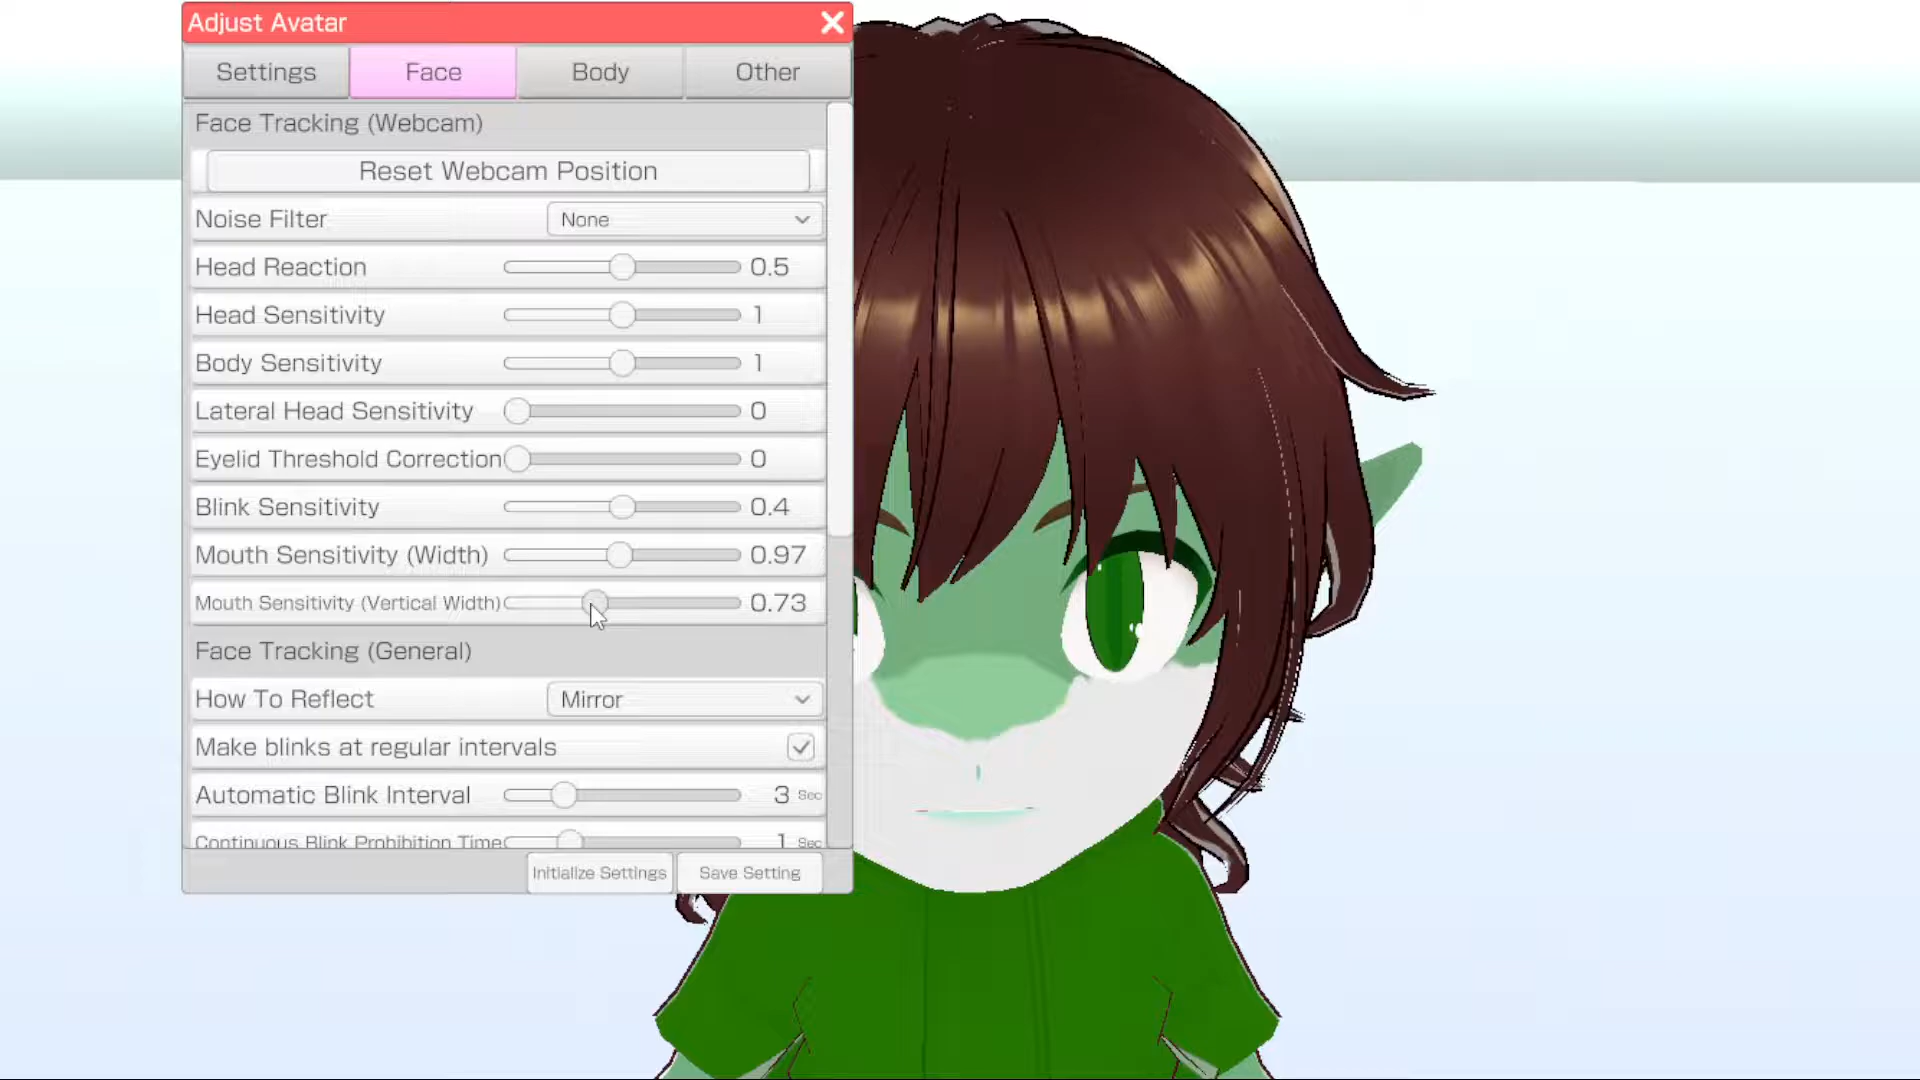 Adjust Avatar
Settings Face Body Other
Face Tracking (Webcam)
Reset Webcam Position
Noise Filter None
Head Reaction 0.5
Head Sensitivity 1
Body Sensitivity 1
Lateral Head Sensitivity 0
Eyelid Threshold Correction 0
Blink Sensitivity 0.4
Mouth Sensitivity (Width) 0.97
Mouth Sensitivity (Vertical Width) 0.73
Face Tracking (General)
How To Reflect Mirror
Make blinks at regular intervals
Automatic Blink Interval 3 Sec
Continuous Blink Prohibition Time 1 Sec
Initialize Settings Save Setting